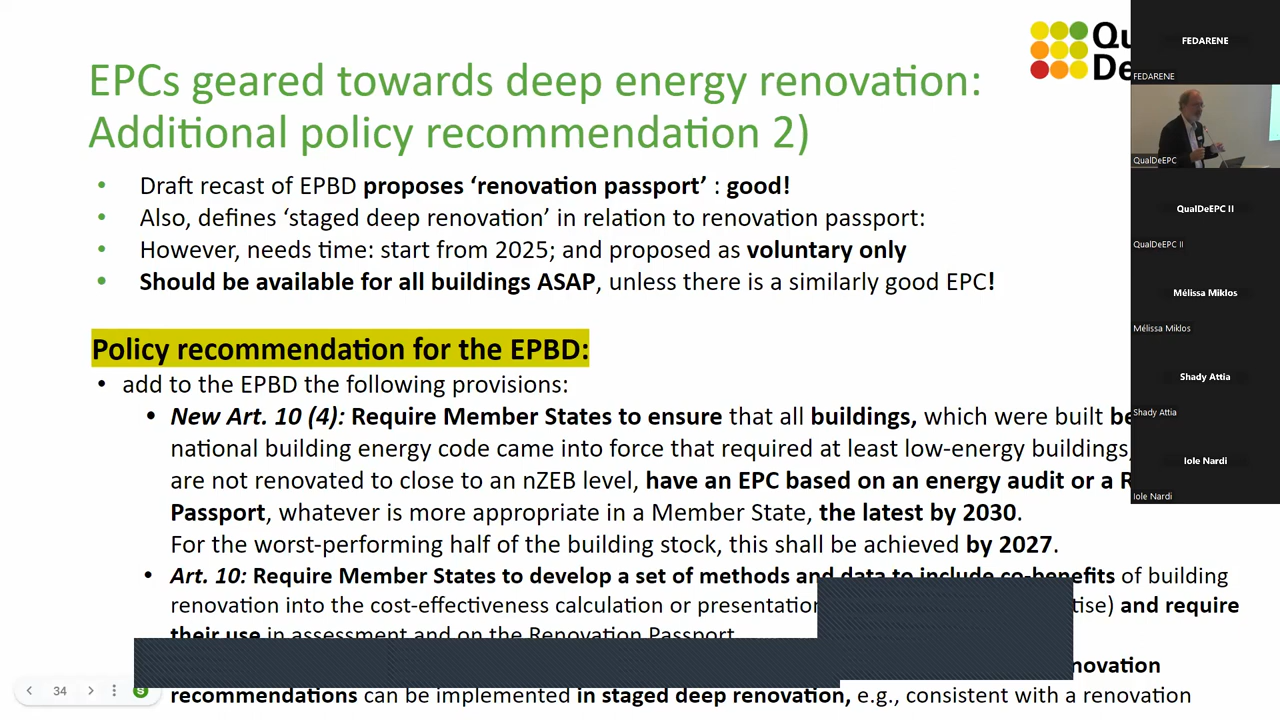 EPCs geared towards deep energy renovation:
Additional policy recommendation 2)
• Draft recast of EPBD proposes ‘renovation passport’ : good!
• Also, defines ‘staged deep renovation’ in relation to renovation passport:
• However, needs time: start from 2025; and proposed as voluntary only
• Should be available for all buildings ASAP, unless there is a similarly good EPC!
Policy recommendation for the EPBD:
• add to the EPBD the following provisions:
• New Art. 10 (4): Require Member States to ensure that all buildings, which were built
national building energy code came into force that required at least low-energy buildings,
are not renovated to close to an nZEB level, have an EPC based on an energy audit or a
Passport, whatever is more appropriate in a Member State, the latest by 2030.
For the worst-performing half of the building stock, this shall be achieved by 2027.
• Art. 10: Require Member States to develop a set of methods and data to include co-benefits of building
renovation into the cost-effectiveness calculation or presentation and require
their use in assessment and on the Renovation Passport
recommendations can be implemented in staged deep renovation, e.g., consistent with a renovation
34
FEDARENE
FEDARENE
QualDeEPC
QualDeEPC II
QualDeEPC II
Mélissa Miklos
Mélissa Miklos
Shady Attia
Shady Attia
Iole Nardi
Iole Nardi